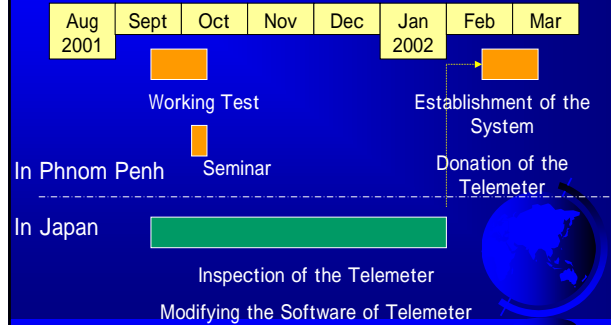 Aug 2001
Sept
Oct
Nov
Dec
Jan 2002
Feb
Mar
Working Test
Establishment of the
System
Seminar
In Phnom Penh
Donation of the
Telemeter
In Japan
Inspection of the Telemeter
Modifying the Software of Telemeter